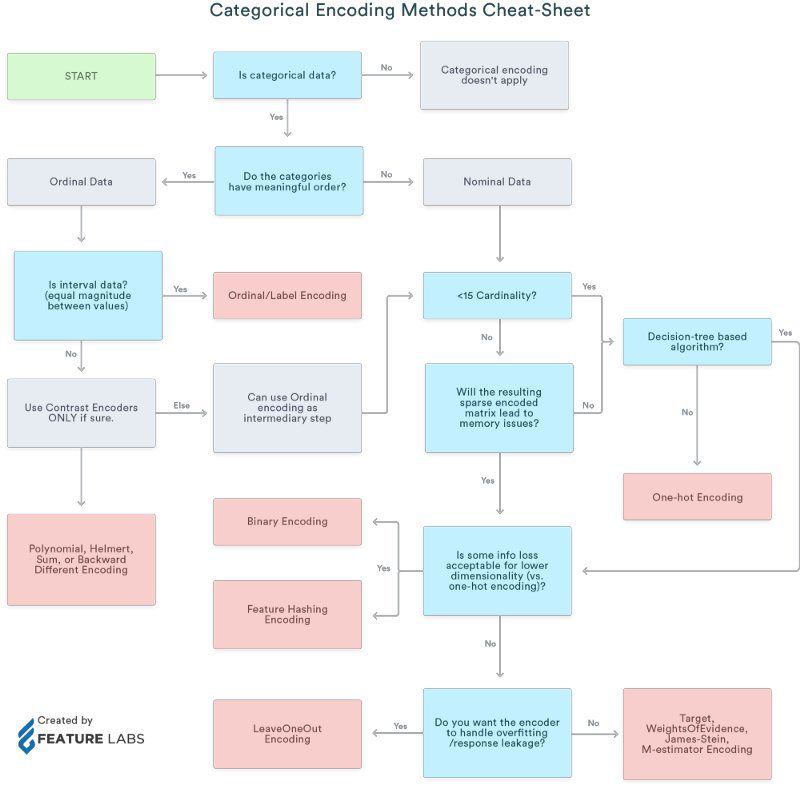 Categorical Encoding Methods Cheat-Sheet
START
Is categorical data?
No
Categorical encoding
doesn't apply
Yes
Ordinal Data
Yes
Do the categories
have meaningful order?
No
Nominal Data
Is interval data?
(equal magnitude
between values)
Yes
Ordinal/Label Encoding
<15 Cardinality?
Yes
No
Decision-tree based
algorithm?
Yes
No
Use Contrast Encoders
ONLY if sure.
Else
Can use Ordinal
encoding as
intermediary step
Will the resulting
sparse encoded
matrix lead to
memory issues?
No
No
One-hot Encoding
Yes
Polynomial, Helmert,
Sum, or Backward
Different Encoding
Binary Encoding
Yes
Feature Hashing
Encoding
Is some info loss
acceptable for lower
dimensionality (vs.
one-hot encoding)?
No
LeaveOneOut
Encoding
Yes
Do you want the encoder
to handle overfitting
/response leakage?
No
Target,
WeightsOfEvidence,
James-Stein,
M-estimator Encoding
Created by
FEATURE LABS